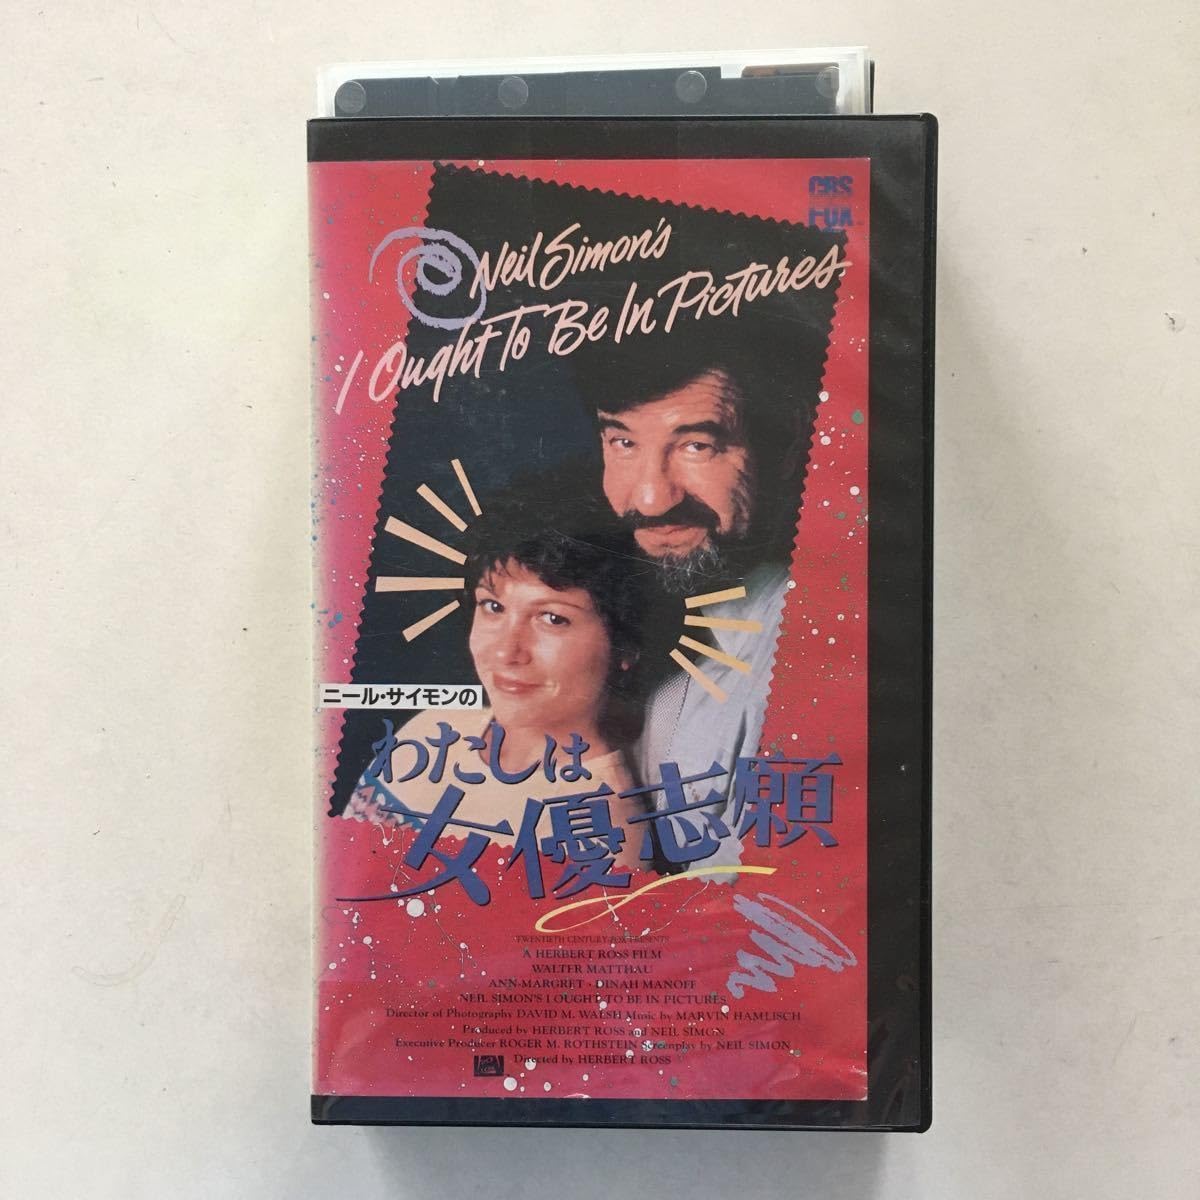 CBS
FOX
Neil Simon's
I Ought To Be In Pictures
ニール・サイモンの
わたしは
女優志願
TWENTIETH CENTURY-FOX PRESENTS
A HERBERT ROSS FILM
WALTER MATTHAU
ANN-MARGRET · DINAH MANOFF
NEIL SIMON'S I OUGHT TO BE IN PICTURES
Director of Photography DAVID M. WALSH Music by MARVIN HAMLISCH
Produced by HERBERT ROSS and NEIL SIMON
Executive Producer ROGER M. ROTHSTEIN Screenplay by NEIL SIMON
Directed by HERBERT ROSS